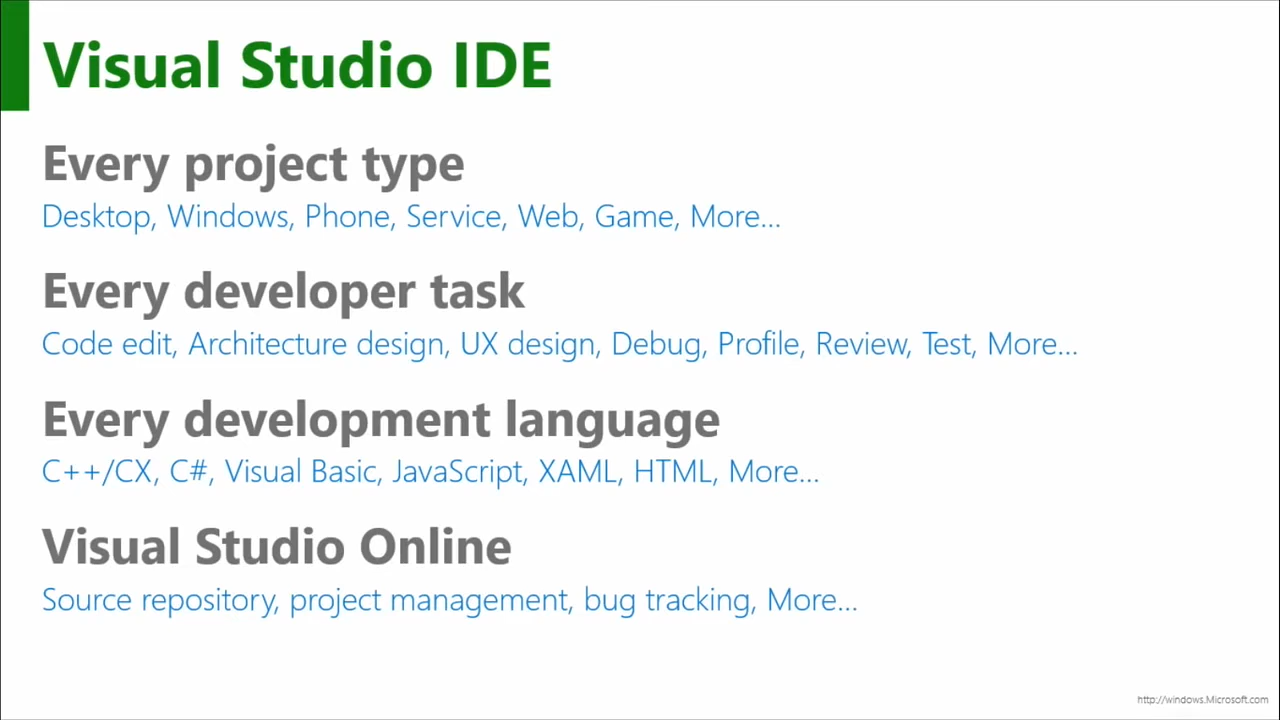 Visual Studio IDE
Every project type
Desktop, Windows, Phone, Service, Web, Game, More...
Every developer task
Code edit, Architecture design, UX design, Debug, Profile, Review, Test, More...
Every development language
C++/CX, C#, Visual Basic, JavaScript, XAML, HTML, More...
Visual Studio Online
Source repository, project management, bug tracking, More...
http://windows.Microsoft.com